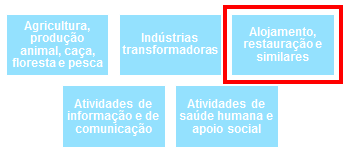 Agricultura,
produção
animal, caça,
floresta e pesca
Indústrias
transformadoras
Alojamento,
restauração e
similares
Atividades de
informação e de
comunicação
Atividades de
saúde humana e
apoio social